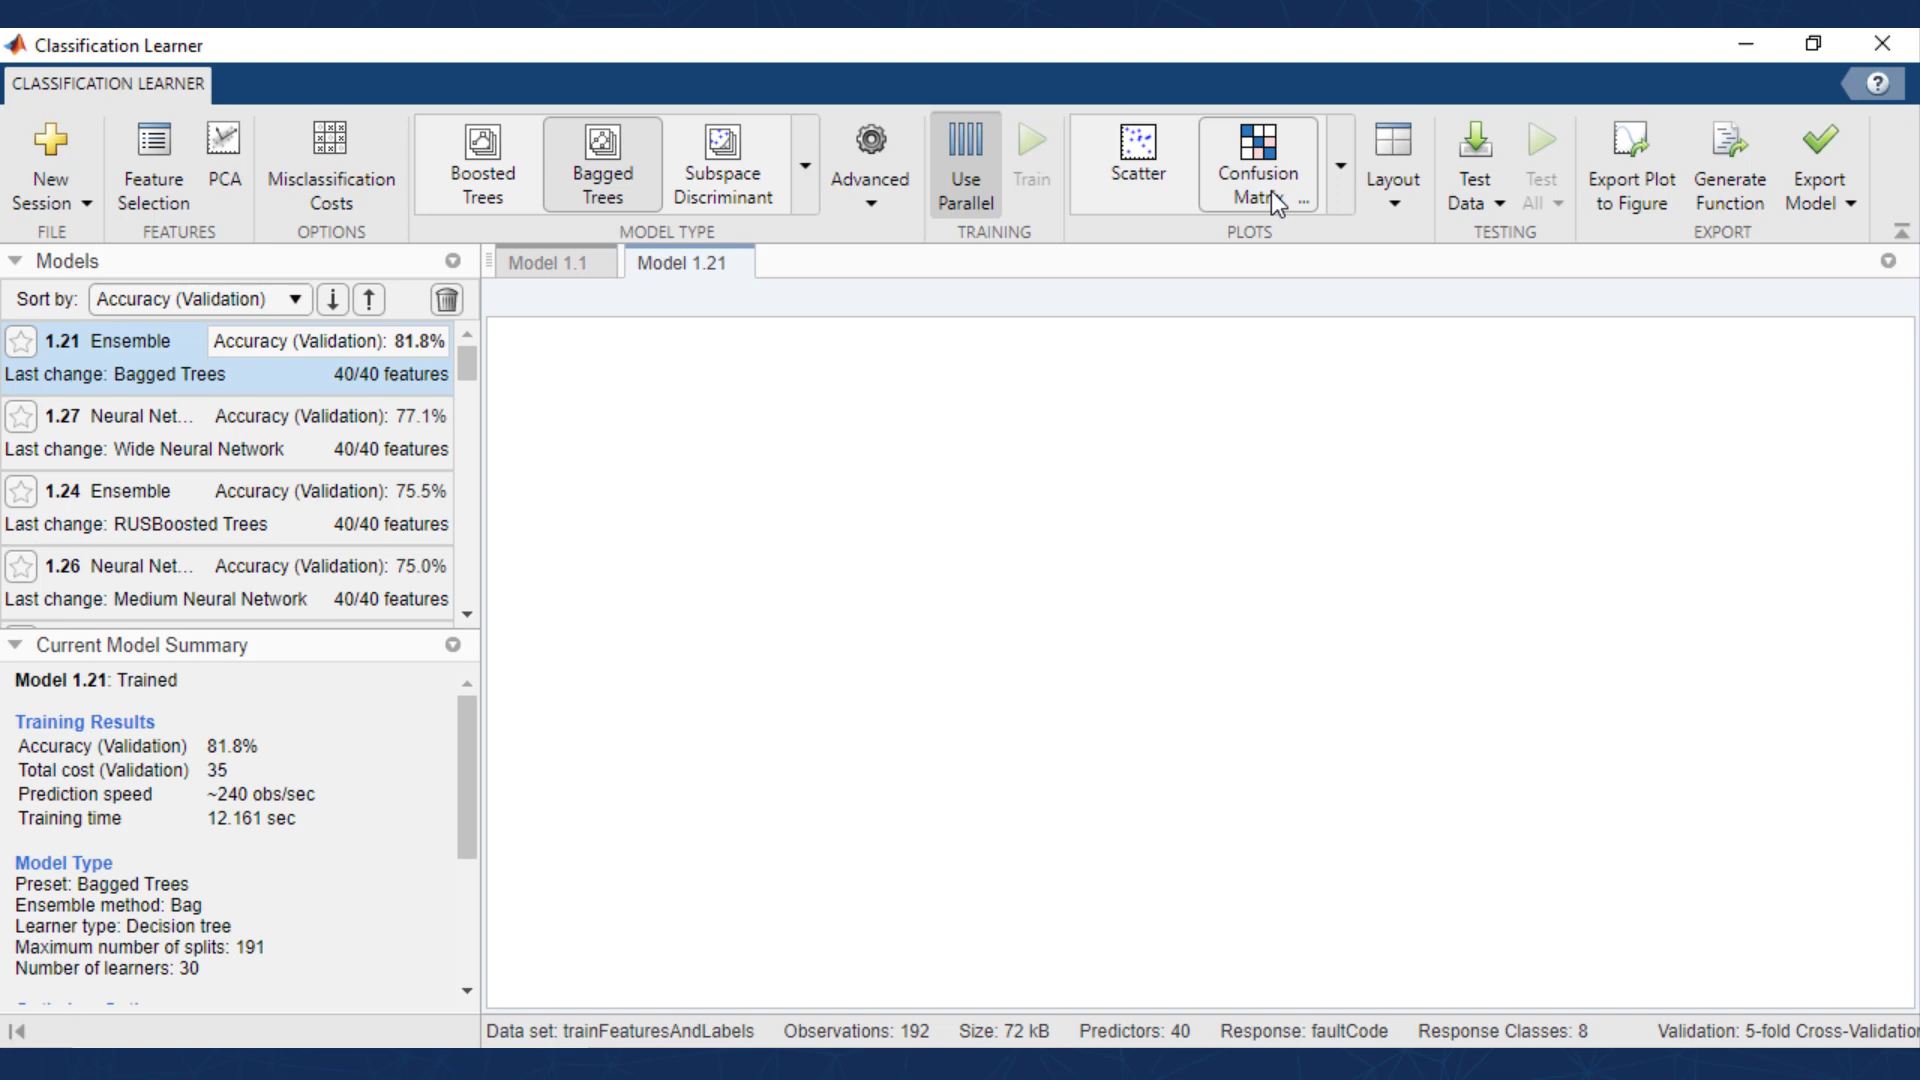 Classification Learner
CLASSIFICATION LEARNER
?
New Session
FILE
Feature Selection
PCA
FEATURES
Misclassification Costs
OPTIONS
Boosted Trees
Bagged Trees
Subspace Discriminant
MODEL TYPE
Advanced
Use Parallel
Train
TRAINING
Scatter
Confusion
...
PLOTS
Layout
Test Data
Test All
TESTING
Export Plot to Figure
Generate Function
Export Model
EXPORT
Models
Sort by: Accuracy (Validation)
1.21 Ensemble Accuracy (Validation): 81.8%
Last change: Bagged Trees 40/40 features
1.27 Neural Net... Accuracy (Validation): 77.1%
Last change: Wide Neural Network 40/40 features
1.24 Ensemble Accuracy (Validation): 75.5%
Last change: RUSBoosted Trees 40/40 features
1.26 Neural Net... Accuracy (Validation): 75.0%
Last change: Medium Neural Network 40/40 features
Current Model Summary
Model 1.21: Trained
Training Results
Accuracy (Validation) 81.8%
Total cost (Validation) 35
Prediction speed ~240 obs/sec
Training time 12.161 sec
Model Type
Preset: Bagged Trees
Ensemble method: Bag
Learner type: Decision tree
Maximum number of splits: 191
Number of learners: 30
Model 1.1
Model 1.21
Data set: trainFeaturesAndLabels Observations: 192 Size: 72 kB Predictors: 40 Response: faultCode Response Classes: 8 Validation: 5-fold Cross-Validatio